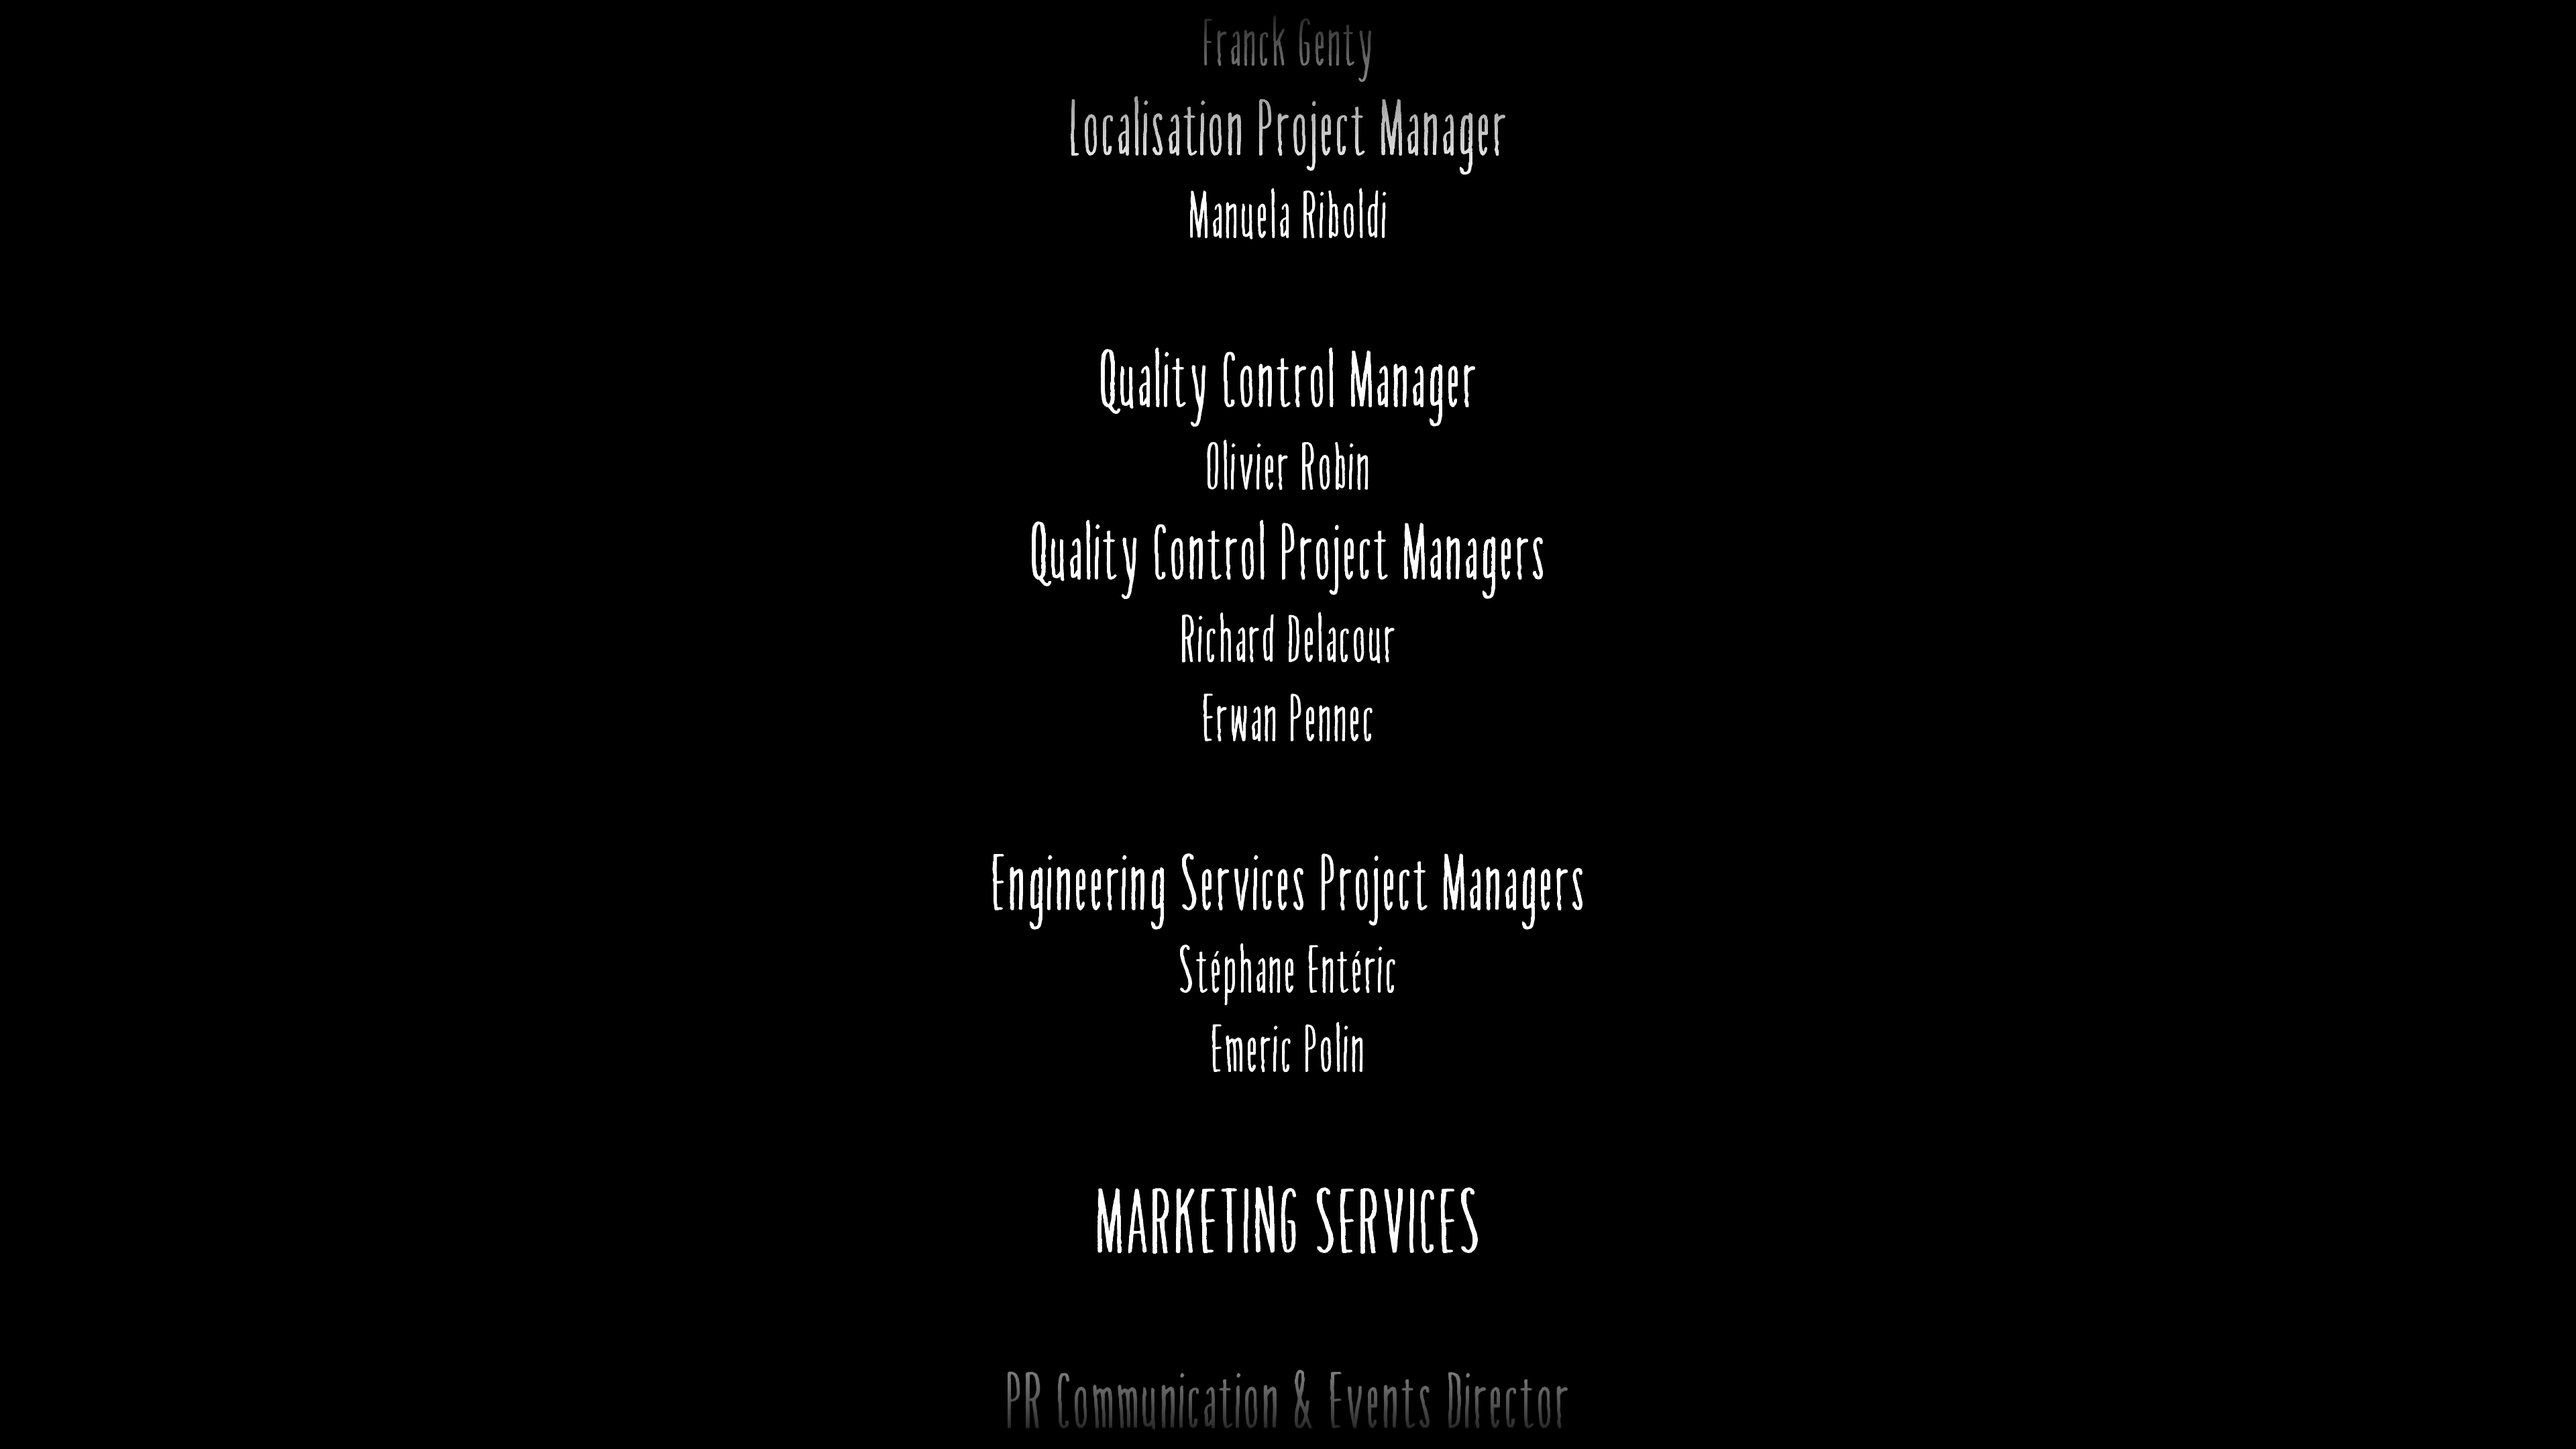 Franck Genty
Localisation Project Manager
Manuela Riboldi
Quality Control Manager
Olivier Robin
Quality Control Project Managers
Richard Delacour
Erwan Pennec
Engineering Services Project Managers
Stéphane Entéric
Emeric Polin
MARKETING SERVICES
PR Communication & Events Director